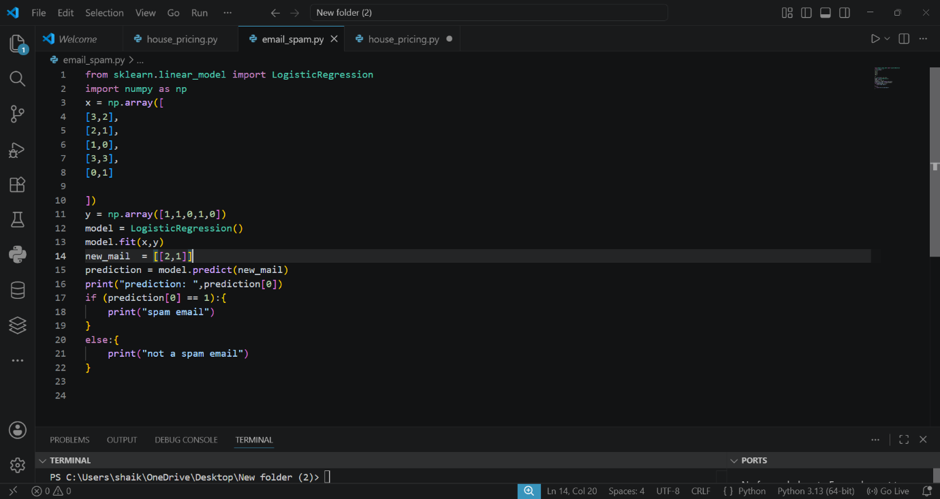 File Edit Selection View Go Run ··· New folder (2)
1 Welcome house_pricing.py email_spam.py house_pricing.py
email_spam.py > ...
1 from sklearn.linear_model import LogisticRegression
2 import numpy as np
3 x = np.array([
4 [3,2],
5 [2,1],
6 [1,0],
7 [3,3],
8 [0,1]
9
10 ])
11 y = np.array([1,1,0,1,0])
12 model = LogisticRegression()
13 model.fit(x,y)
14 new_mail  = [[2,1]]
15 prediction = model.predict(new_mail)
16 print("prediction: ",prediction[0])
17 if (prediction[0] == 1):{
18     print("spam email")
19 }
20 else:{
21     print("not a spam email")
22 }
23
24
PROBLEMS OUTPUT DEBUG CONSOLE TERMINAL
TERMINAL PORTS
PS C:\Users\shaik\OneDrive\Desktop\New folder (2)>
0 0 Ln 14, Col 20 Spaces: 4 UTF-8 CRLF { } Python Python 3.13 (64-bit) Go Live